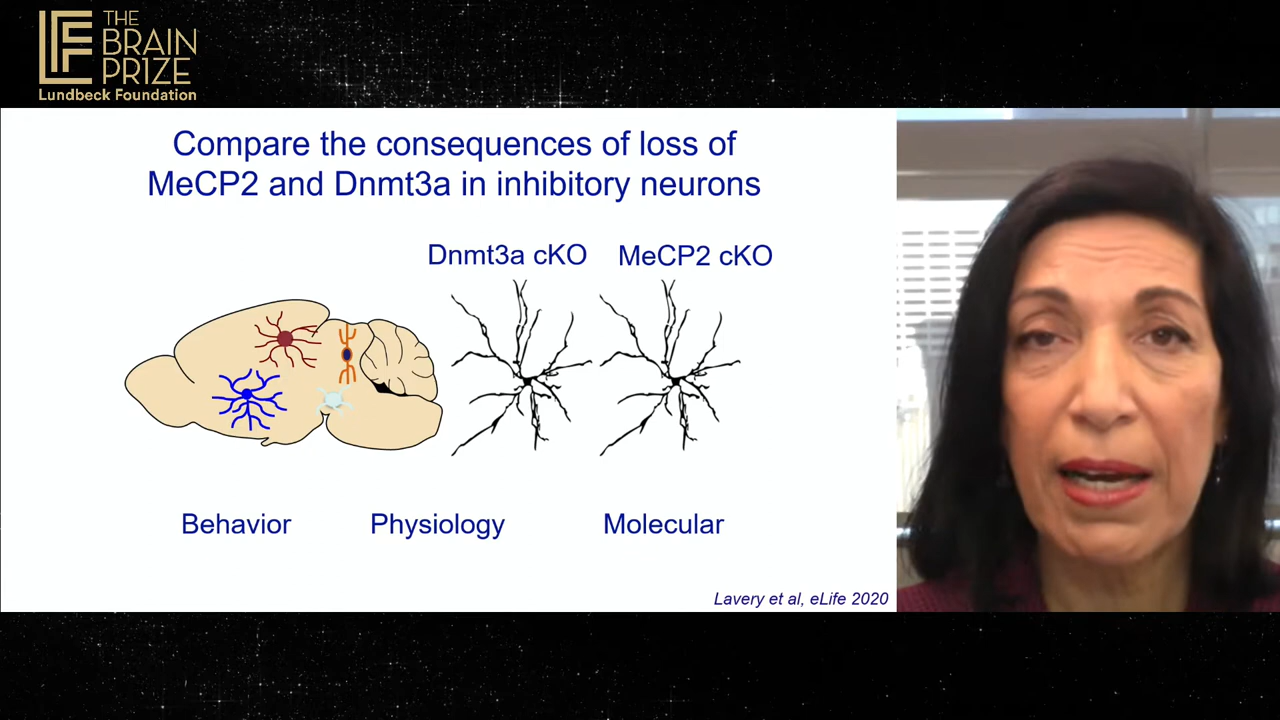 THE
BRAIN
PRIZE
Lundbeck Foundation
Compare the consequences of loss of
MeCP2 and Dnmt3a in inhibitory neurons
Dnmt3a cKO MeCP2 cKO
Behavior Physiology Molecular
Lavery et al, eLife 2020